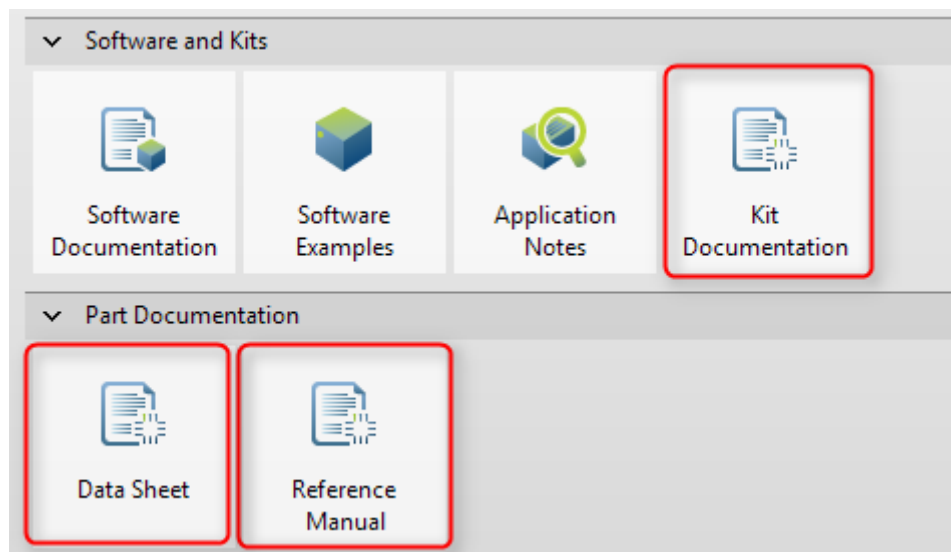 Software and Kits
Software
Documentation
Software
Examples
Application
Notes
Kit
Documentation
Part Documentation
Data Sheet
Reference
Manual